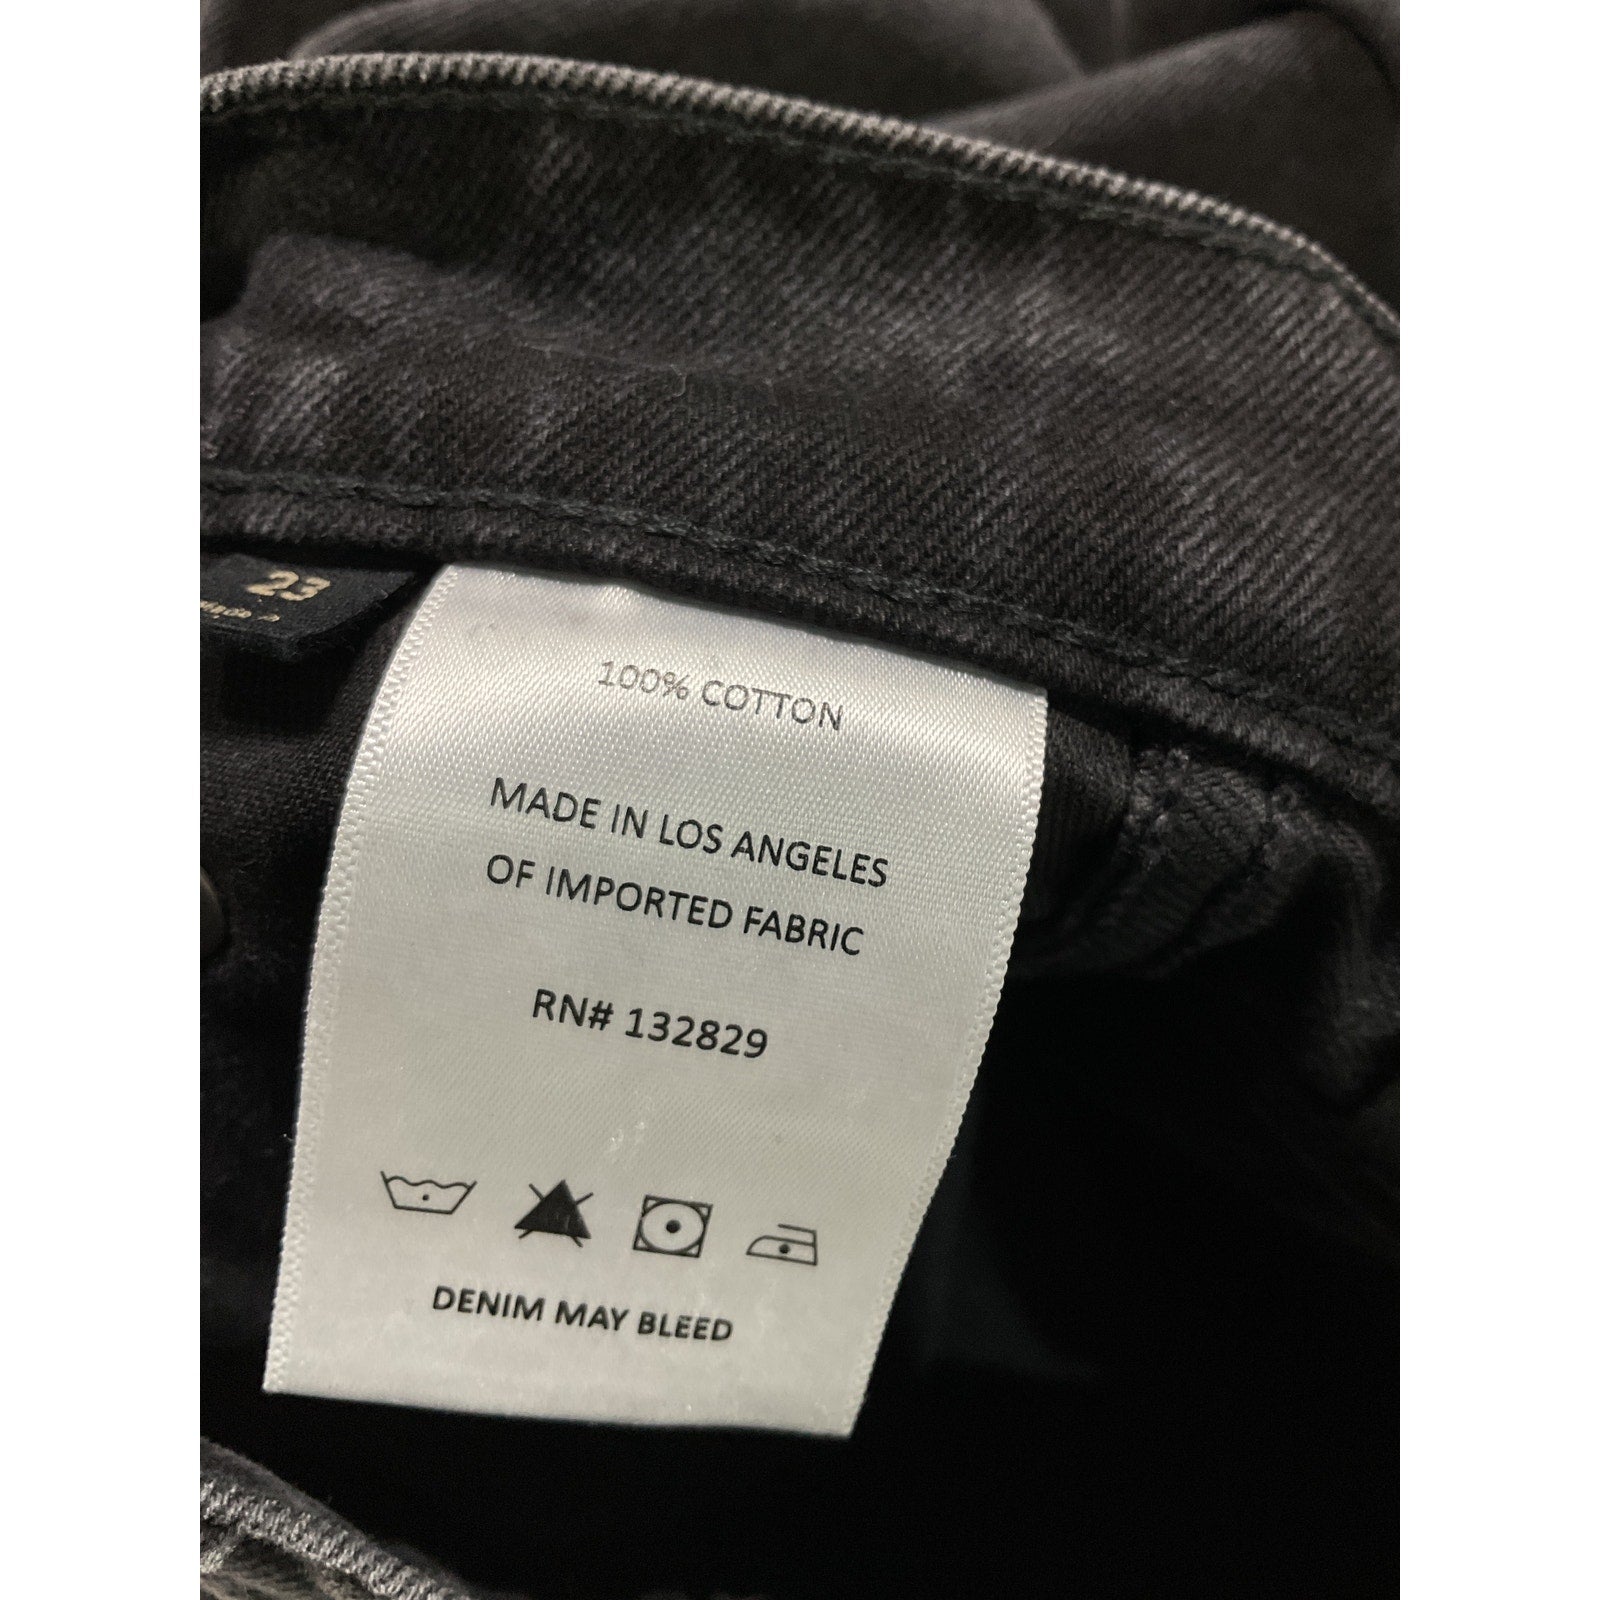 23
100% COTTON
MADE IN LOS ANGELES
OF IMPORTED FABRIC
RN# 132829
DENIM MAY BLEED